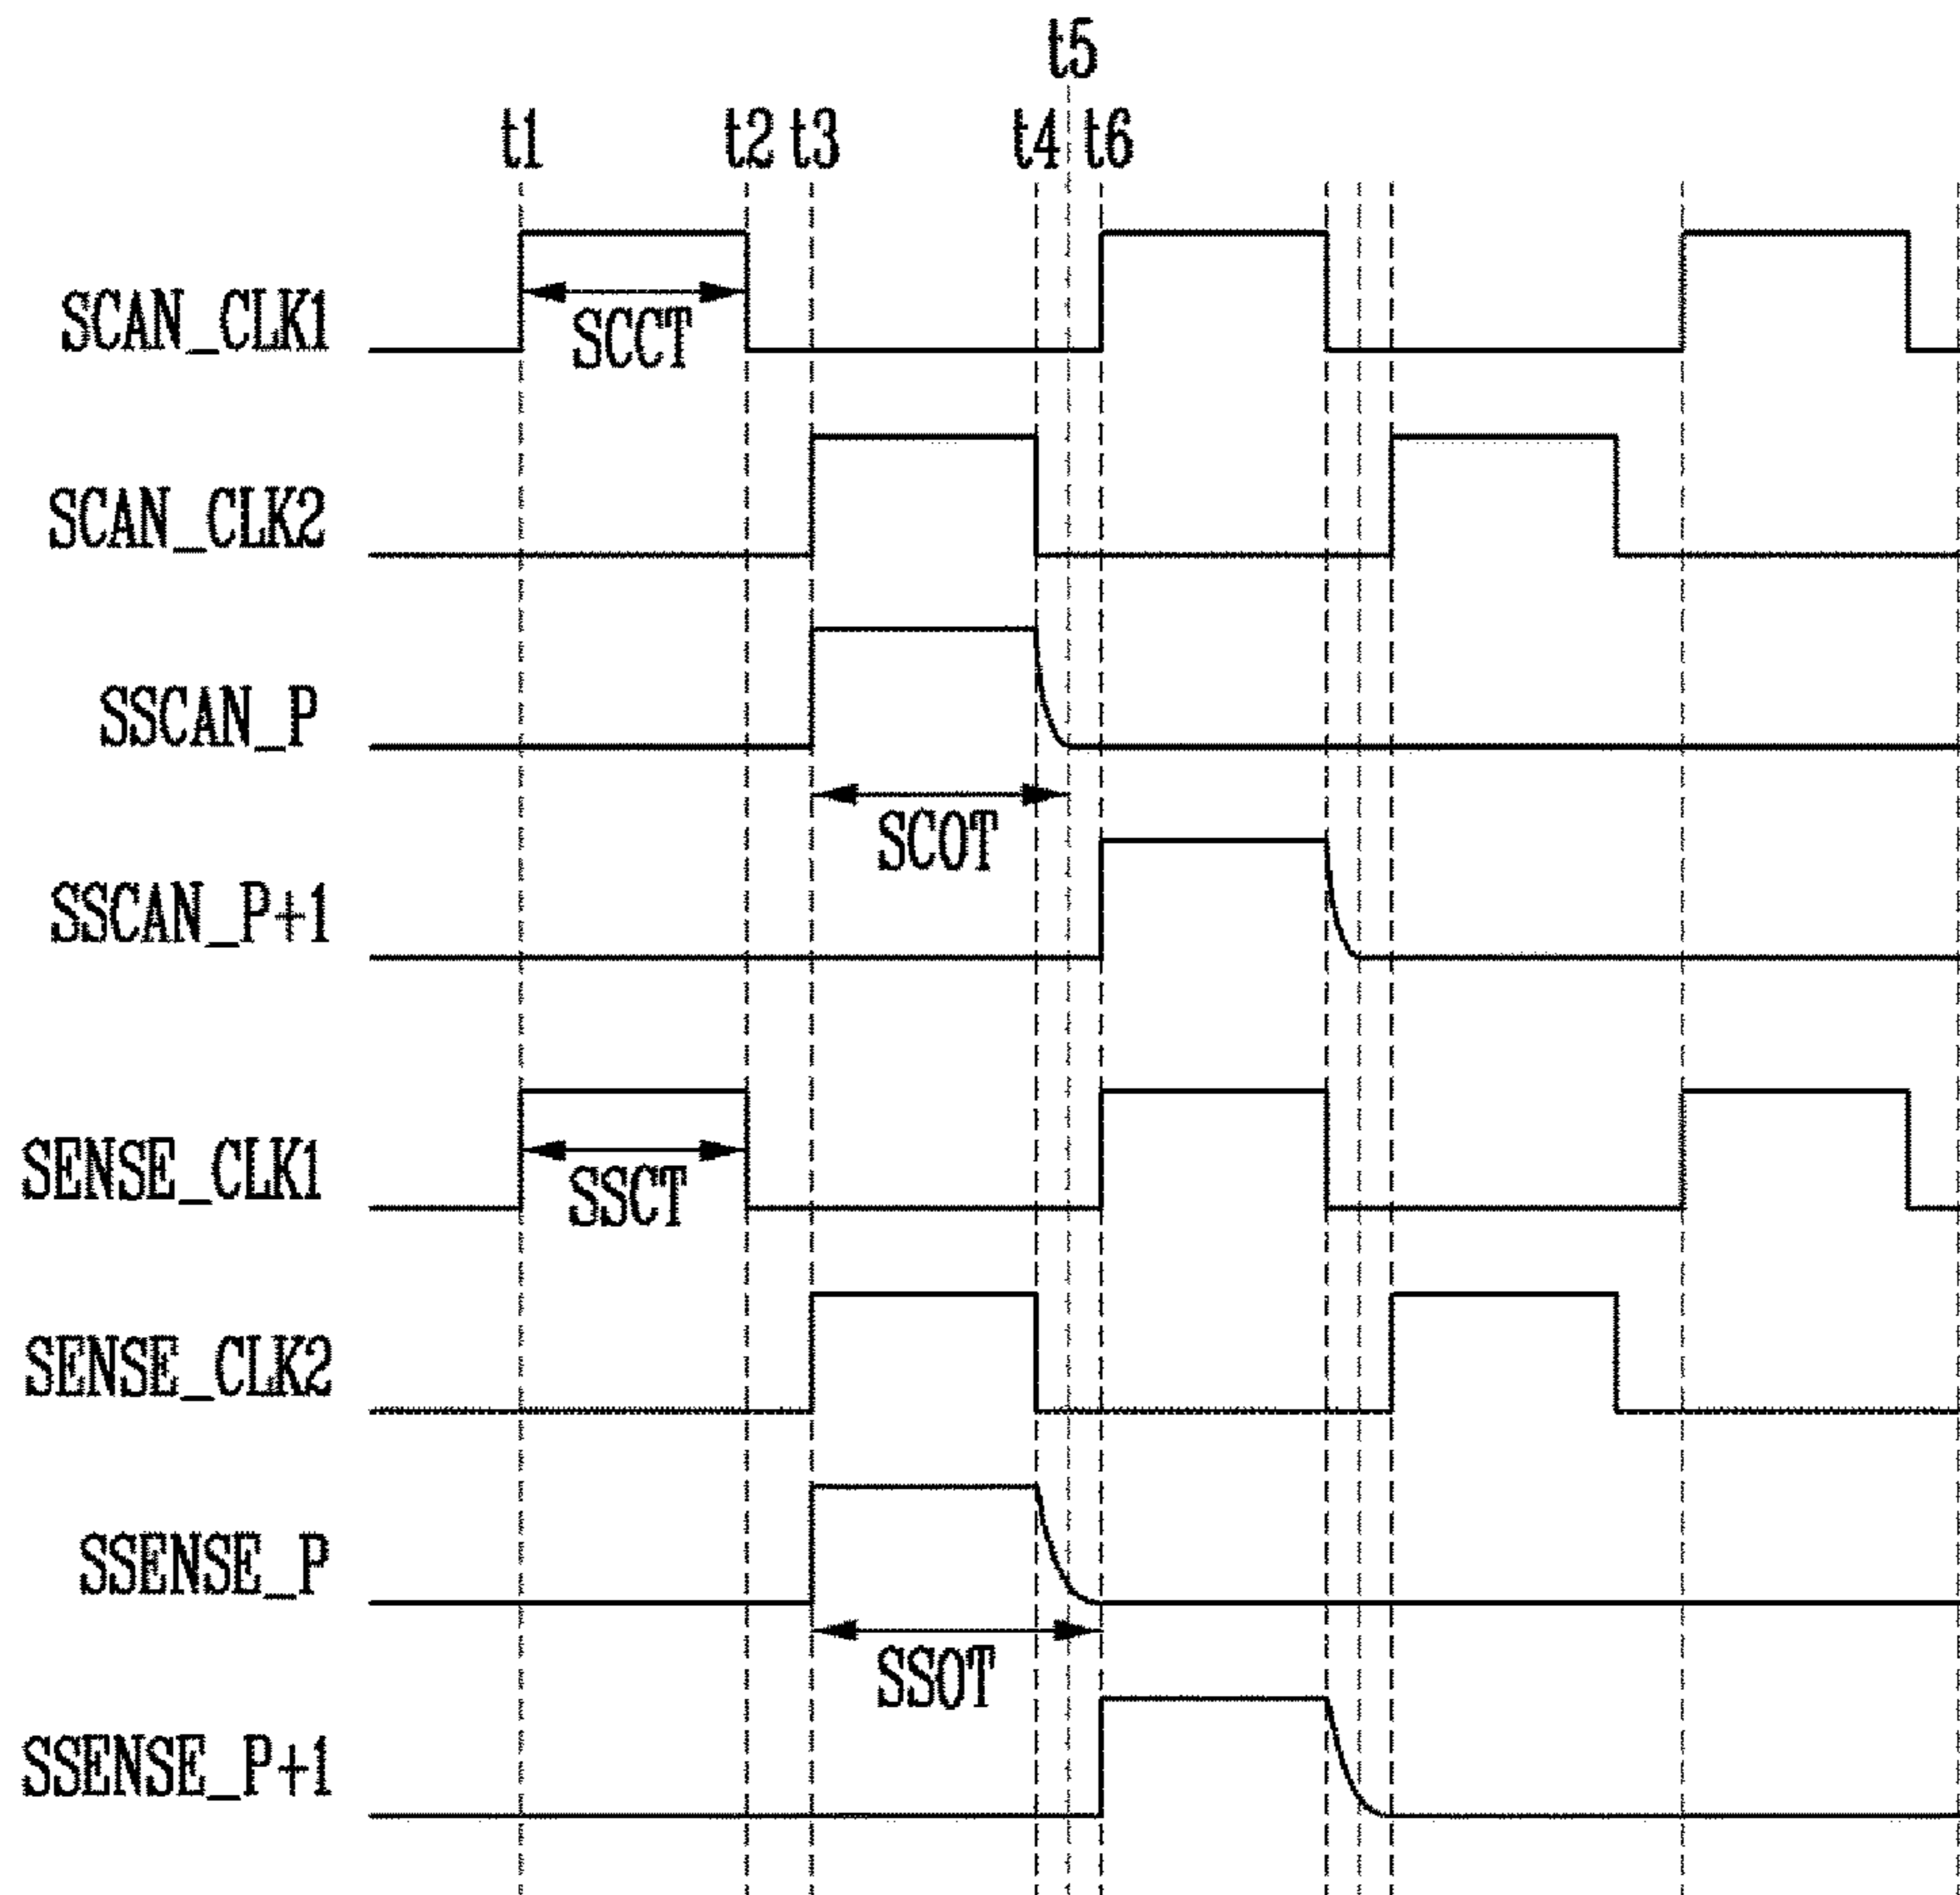 t5
t1 t2 t3 t4 t6
SCAN_CLK1
SCCT
SCAN_CLK2
SSCAN_P
SCOT
SSCAN_P+1
SENSE_CLK1
SSCT
SENSE_CLK2
SSENSE_P
SSOT
SSENSE_P+1